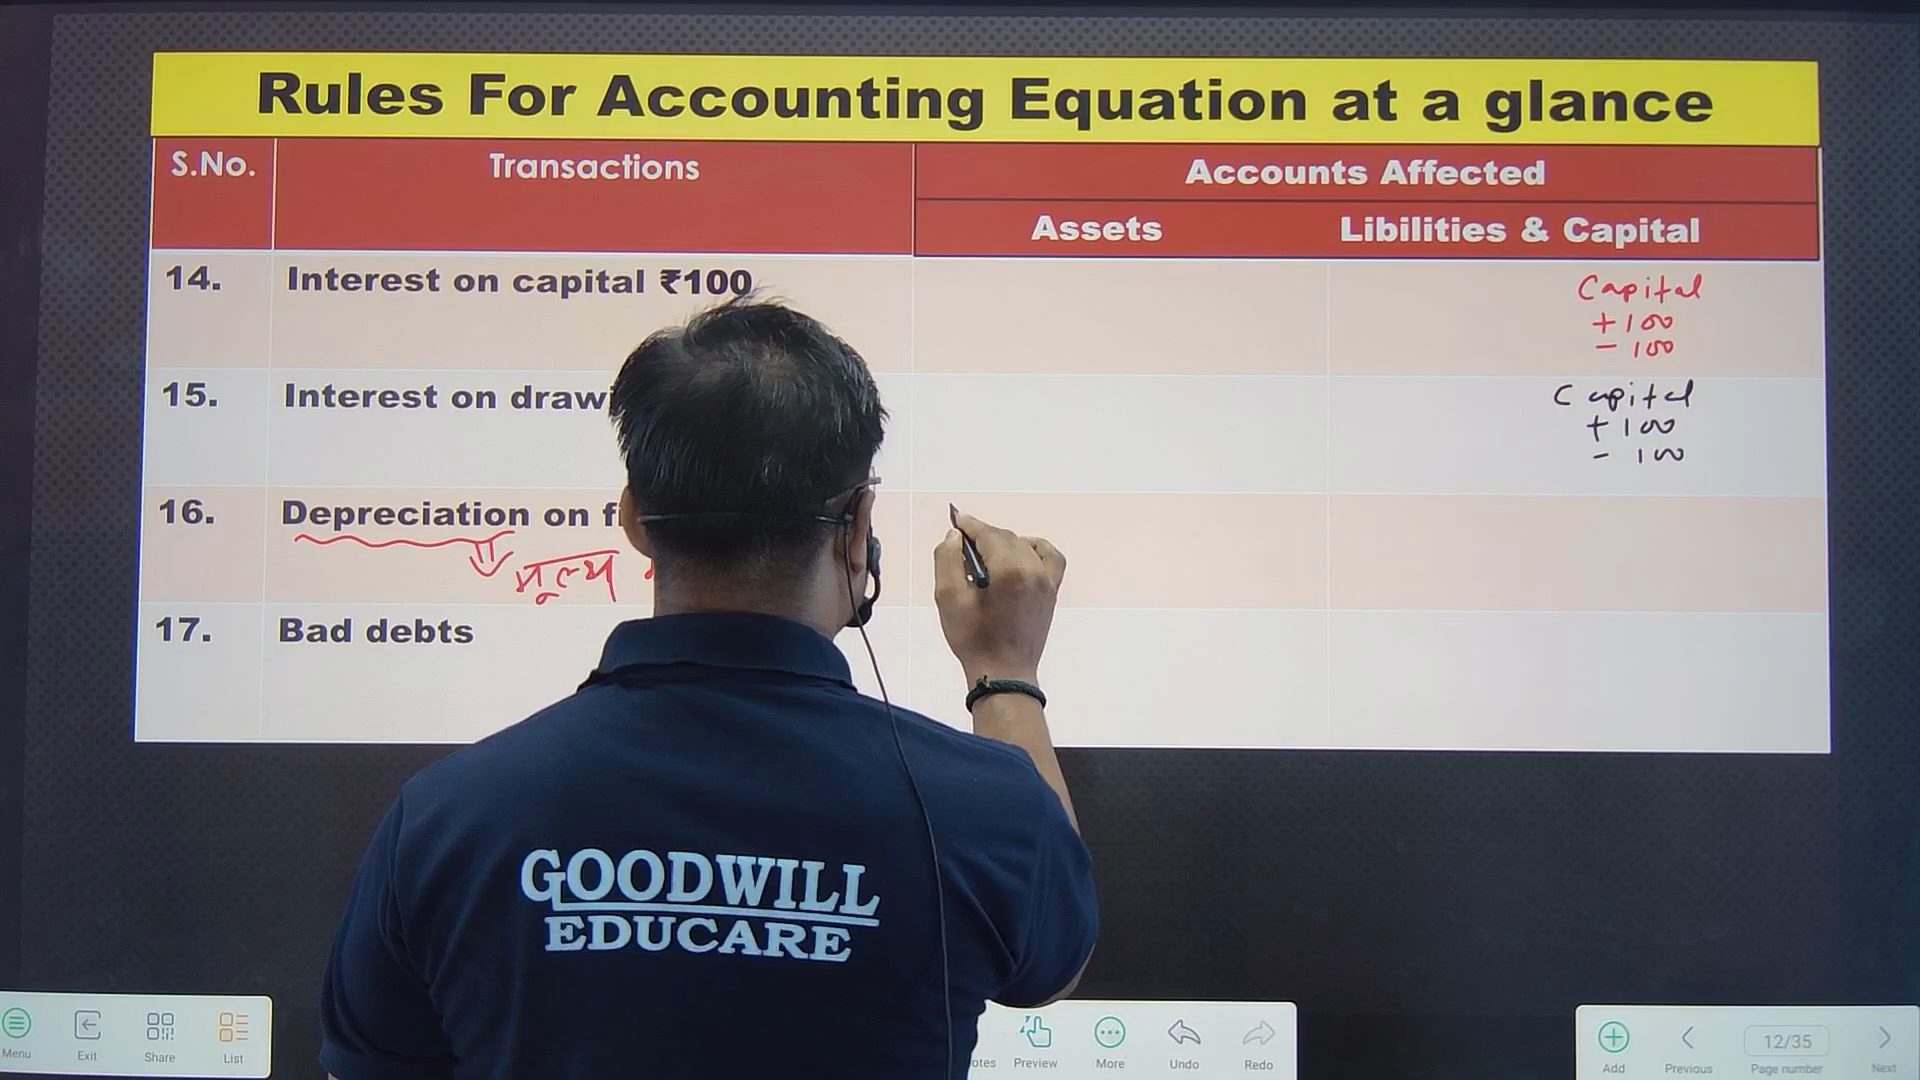 Rules For Accounting Equation at a glance
S.No.
Transactions
Accounts Affected
Assets
Libilities & Capital
14.
Interest on capital ₹100
Capital
+100
- 100
15.
Interest on
Capital
+100
- 100
16.
Depreciation on
मूल्य
17.
Bad debts
GOODWILL
EDUCARE
Menu
Exit
Share
List
Preview
More
Undo
Redo
Add
Previous
12/35
Page number
Next